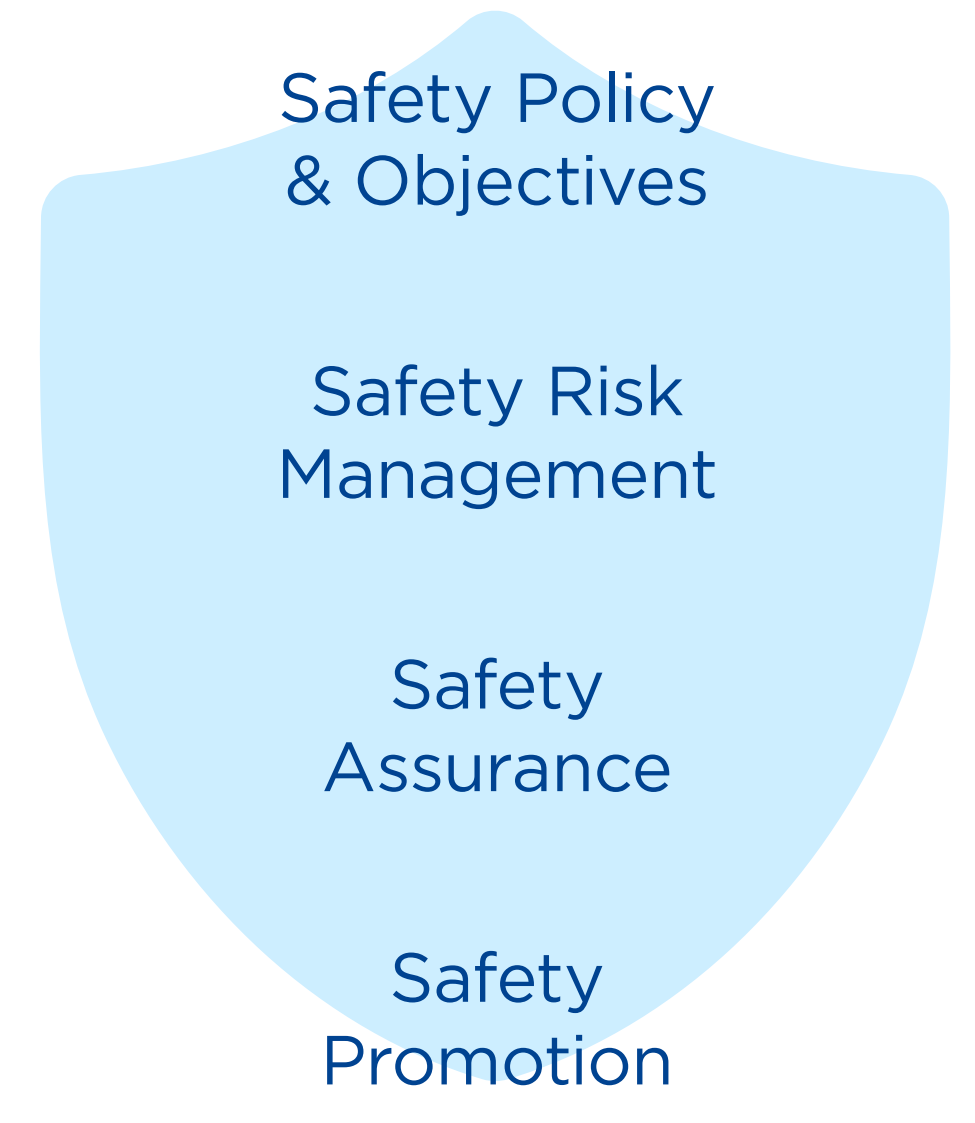 Safety Policy
& Objectives
Safety Risk
Management
Safety
Assurance
Safety
Promotion